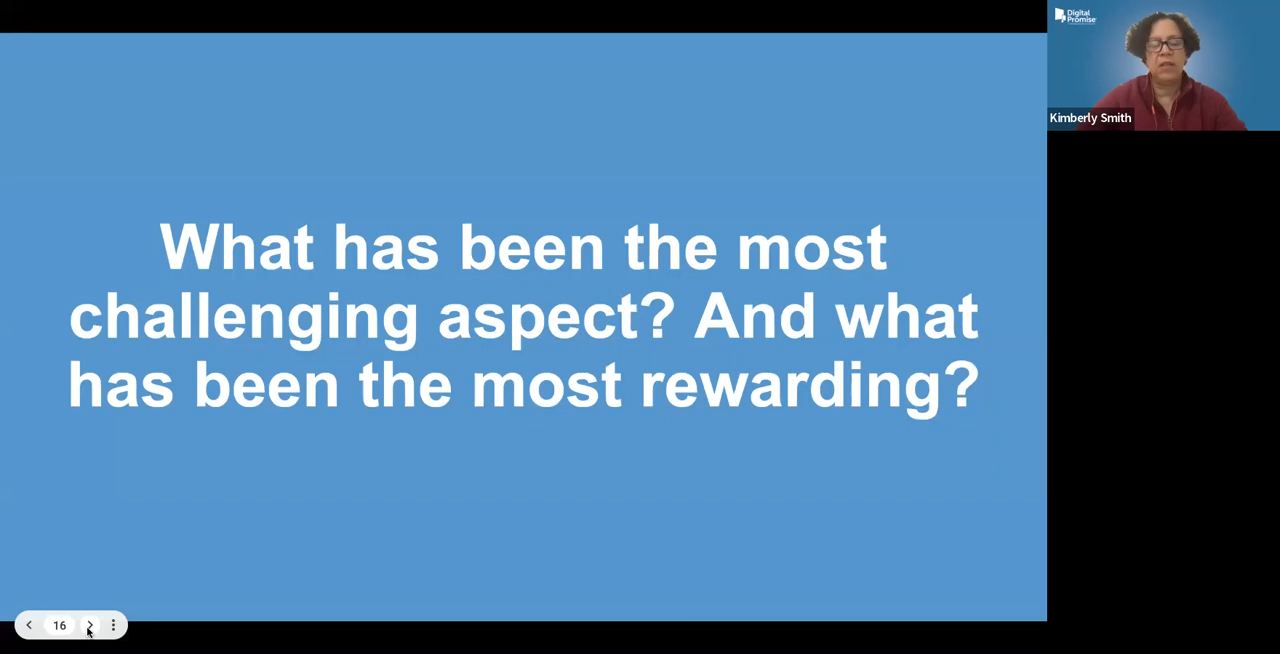 Digital
Promise
Kimberly Smith
What has been the most
challenging aspect? And what
has been the most rewarding?
16